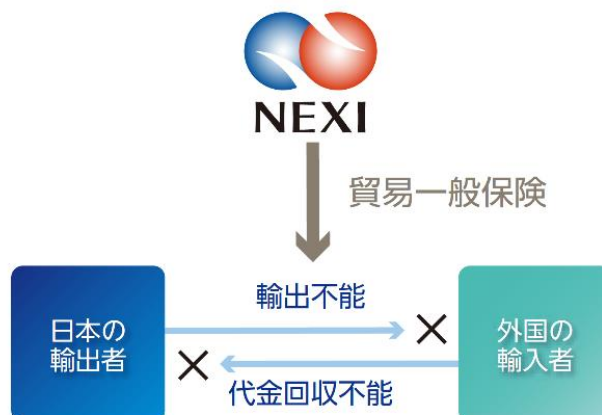 NEXI
貿易一般保険
輸出不能
日本の
輸出者
外国の
輸入者
代金回収不能